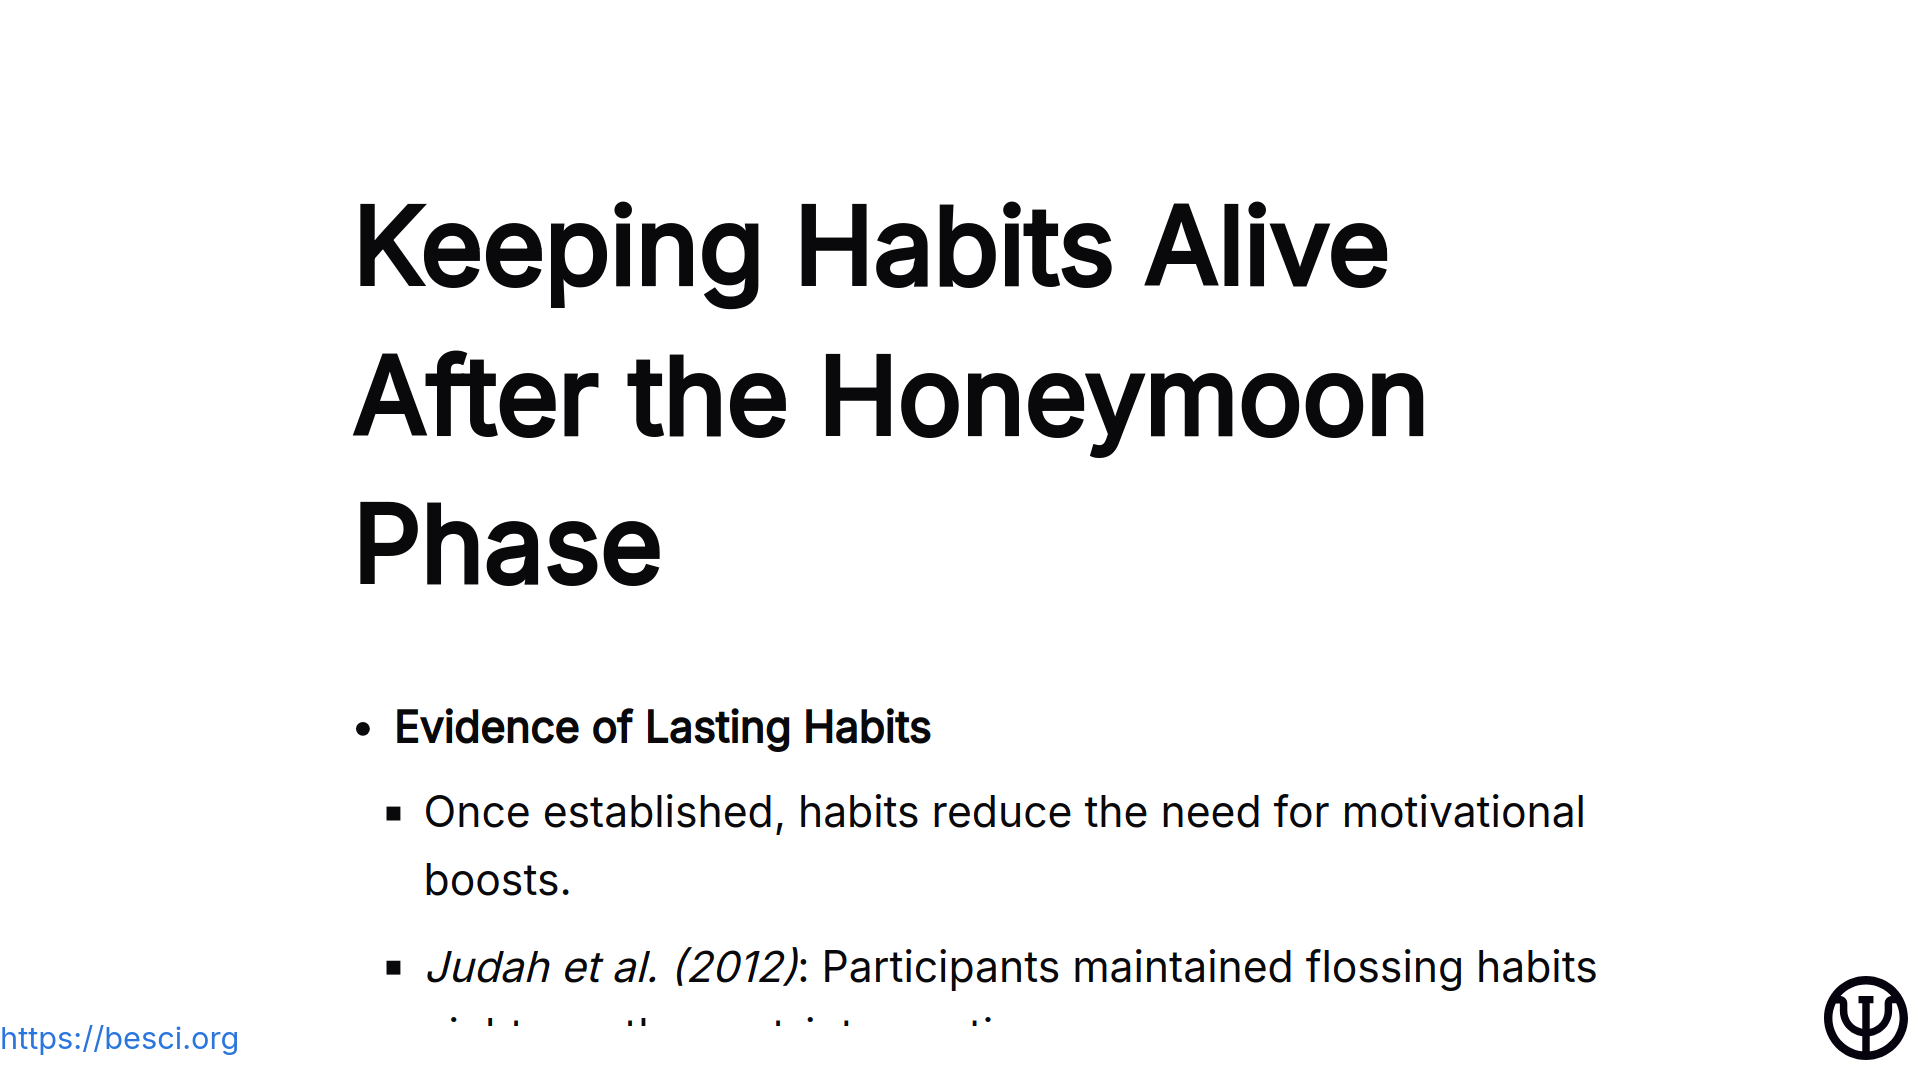 Keeping Habits Alive
After the Honeymoon
Phase
• Evidence of Lasting Habits
▪ Once established, habits reduce the need for motivational
boosts.
▪ Judah et al. (2012): Participants maintained flossing habits
https://besci.org